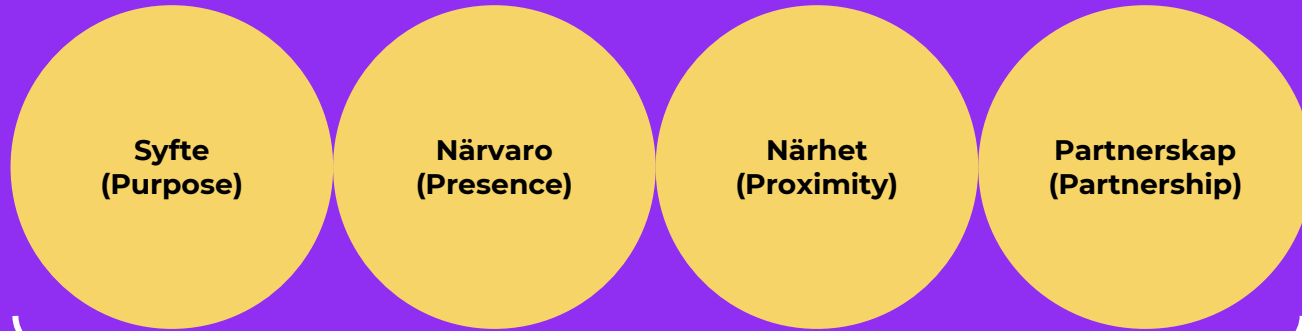 Syfte
(Purpose)
Närvaro
(Presence)
Närhet
(Proximity)
Partnerskap
(Partnership)